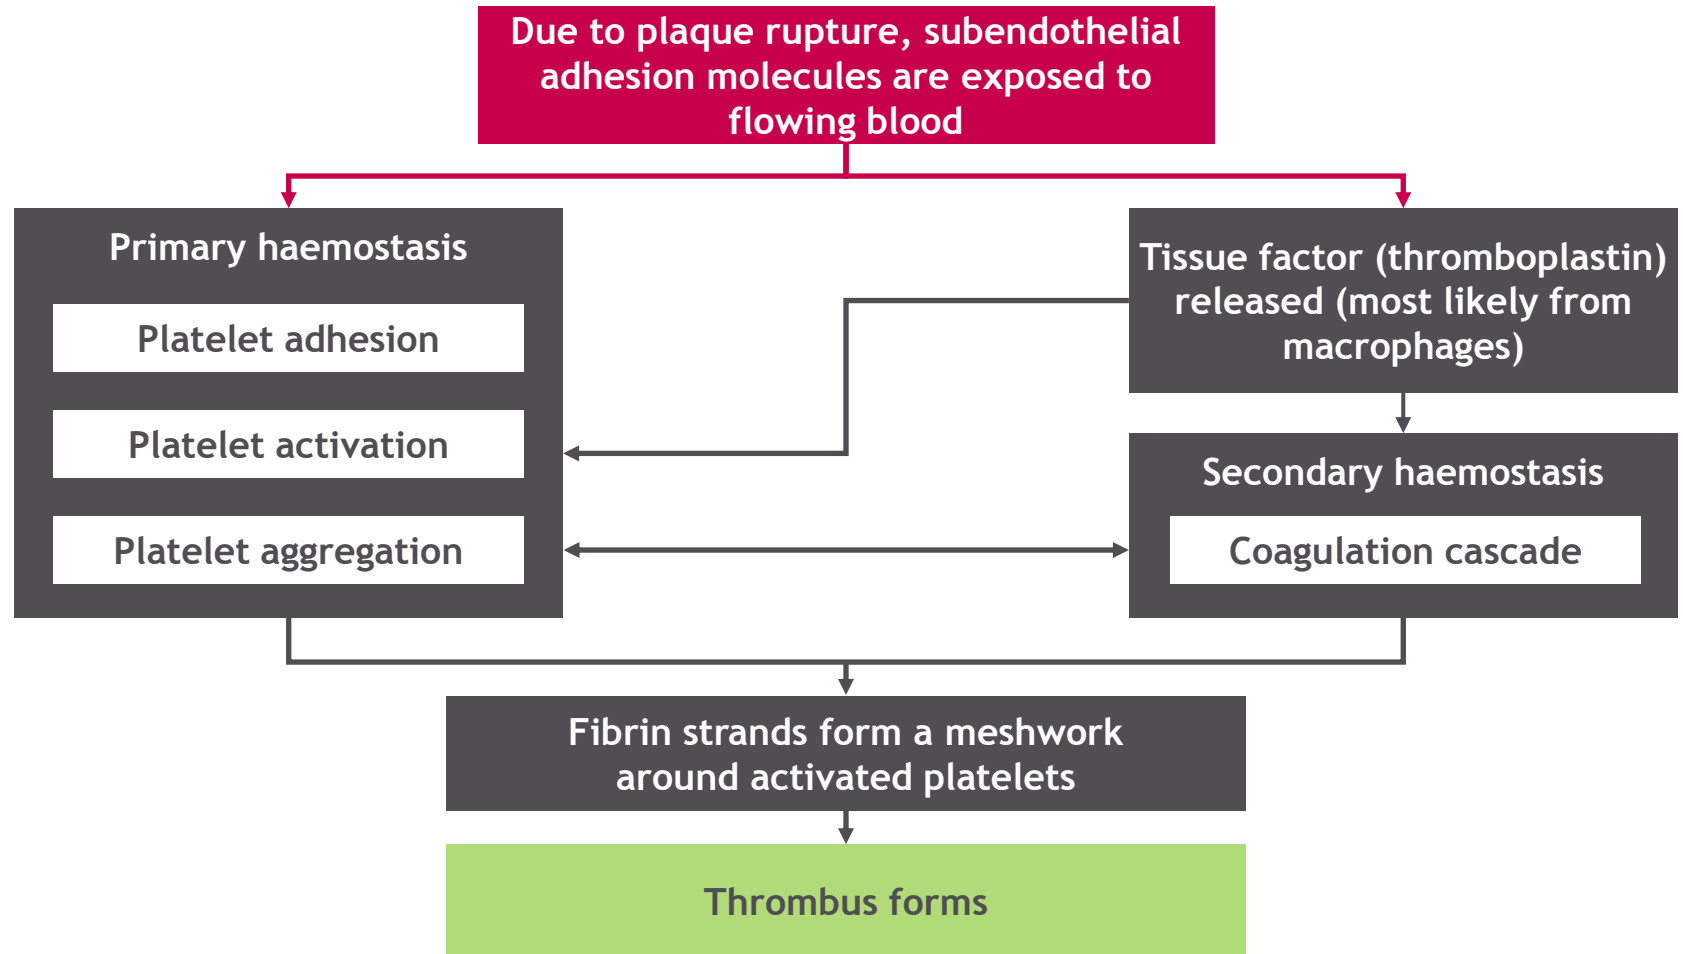 Due to plaque rupture, subendothelial
adhesion molecules are exposed to
flowing blood
Primary haemostasis
Platelet adhesion
Platelet activation
Platelet aggregation
Tissue factor (thromboplastin)
released (most likely from
macrophages)
Secondary haemostasis
Coagulation cascade
Fibrin strands form a meshwork
around activated platelets
Thrombus forms